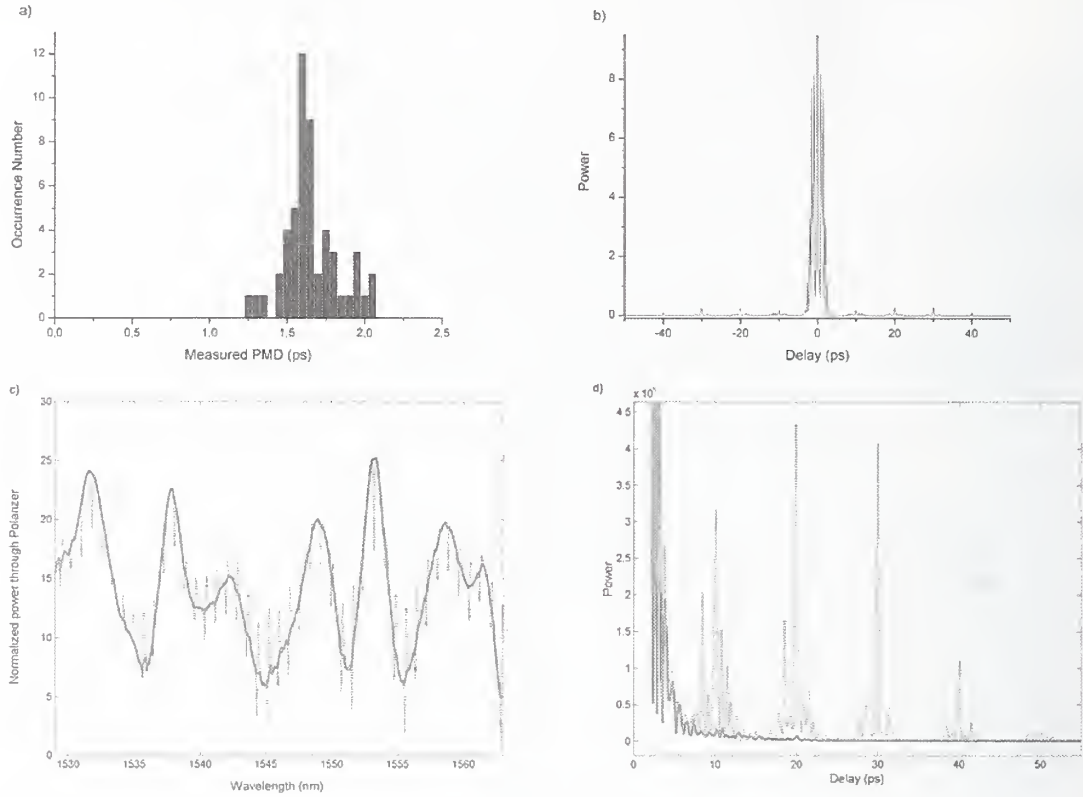 a)
Occurrence Number
12
10
8
6
4
2
0
0,0 0,5 1,0 1,5 2,0 2,5
Measured PMD (ps)
b)
Power
8
6
4
2
0
-40 -20 0 20 40
Delay (ps)
c)
Normalized power through Polarizer
30
25
20
15
10
5
0
1530 1535 1540 1545 1550 1555 1560
Wavelength (nm)
d)
Power
4.5
4
3.5
3
2.5
2
1.5
1
0.5
0
0 10 20 30 40 50
Delay (ps)